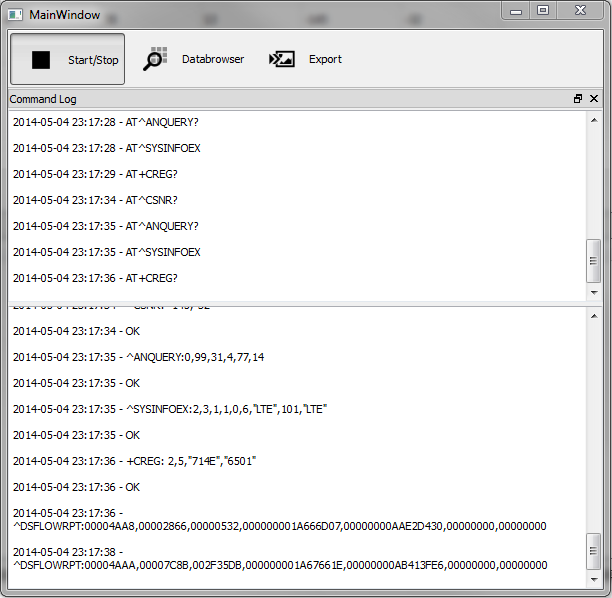 MainWindow
Start/Stop
Databrowser
Export
Command Log
2014-05-04 23:17:28 - AT^ANQUERY?
2014-05-04 23:17:28 - AT^SYSINFOEX
2014-05-04 23:17:29 - AT+CREG?
2014-05-04 23:17:34 - AT^CSNR?
2014-05-04 23:17:35 - AT^ANQUERY?
2014-05-04 23:17:35 - AT^SYSINFOEX
2014-05-04 23:17:36 - AT+CREG?
2014-05-04 23:17:34 - OK
2014-05-04 23:17:35 - ^ANQUERY:0,99,31,4,77,14
2014-05-04 23:17:35 - OK
2014-05-04 23:17:35 - ^SYSINFOEX:2,3,1,1,0,6,"LTE",101,"LTE"
2014-05-04 23:17:35 - OK
2014-05-04 23:17:36 - +CREG: 2,5,"714E","6501"
2014-05-04 23:17:36 - OK
2014-05-04 23:17:36 -
^DSFLOWRPT:00004AA8,00002866,00000532,000000001A666D07,00000000AAE2D430,00000000,00000000
2014-05-04 23:17:38 -
^DSFLOWRPT:00004AAA,00007C8B,002F35DB,000000001A67661E,00000000AB413FE6,00000000,00000000